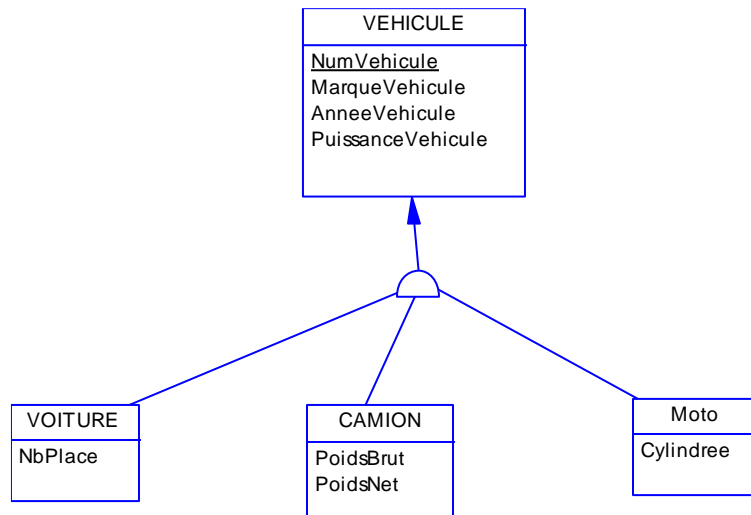 VEHICULE
NumVehicule
MarqueVehicule
AnneeVehicule
PuissanceVehicule
VOITURE
NbPlace
CAMION
PoidsBrut
PoidsNet
Moto
Cylindree